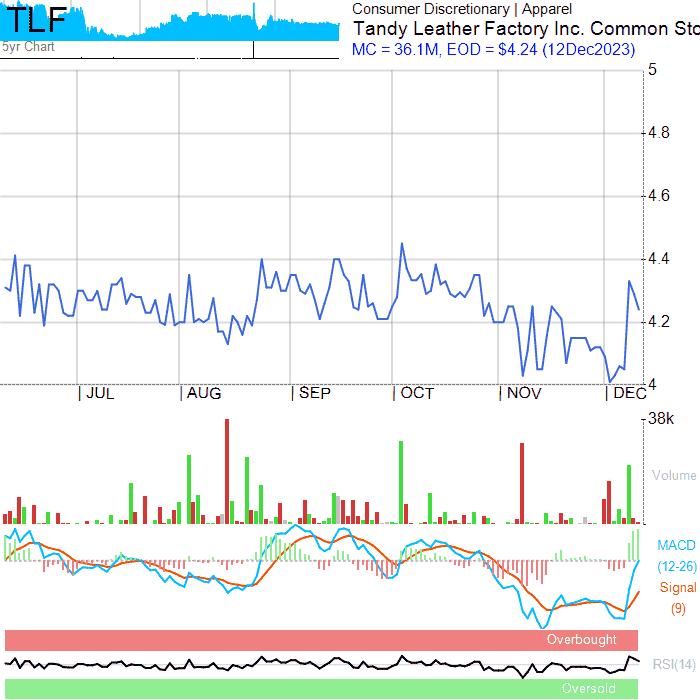 TLF
5yr Chart
Consumer Discretionary | Apparel
Tandy Leather Factory Inc. Common Sto
MC = 36.1M, EOD = $4.24 (12Dec2023)
5
4.8
4.6
4.4
4.2
4
| JUL | AUG | SEP | OCT | NOV | DEC
38k
Volume
MACD
(12-26)
Signal
(9)
Overbought
RSI(14)
Oversold